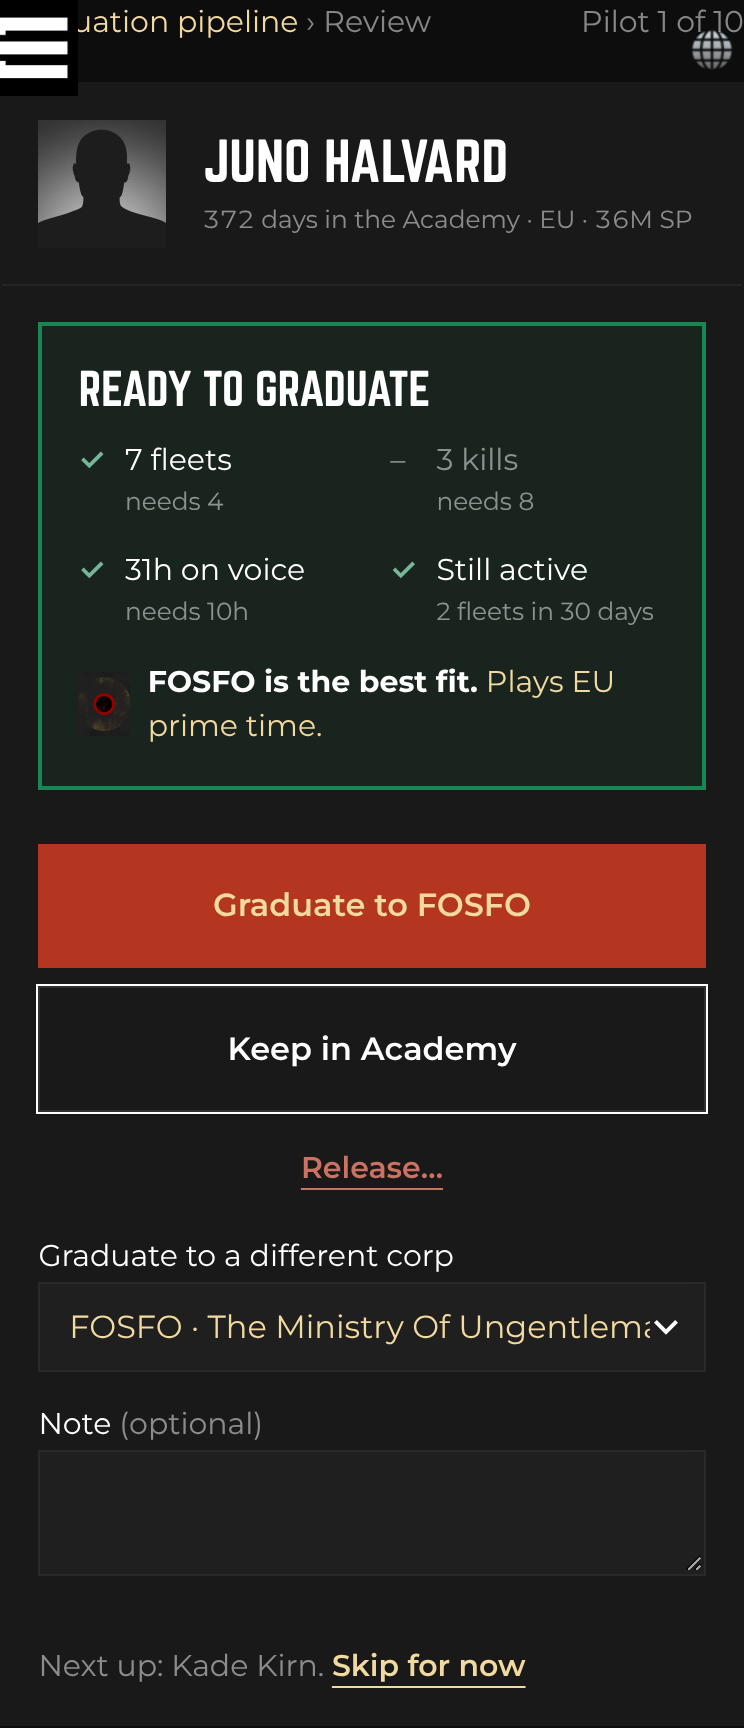 uation pipeline › Review
Pilot 1 of 10
JUNO HALVARD
372 days in the Academy · EU · 36M SP
READY TO GRADUATE
7 fleets
needs 4
– 3 kills
needs 8
31h on voice
needs 10h
Still active
2 fleets in 30 days
FOSFO is the best fit. Plays EU
prime time.
Graduate to FOSFO
Keep in Academy
Release...
Graduate to a different corp
FOSFO · The Ministry Of Ungentlema
Note (optional)
Next up: Kade Kirn. Skip for now